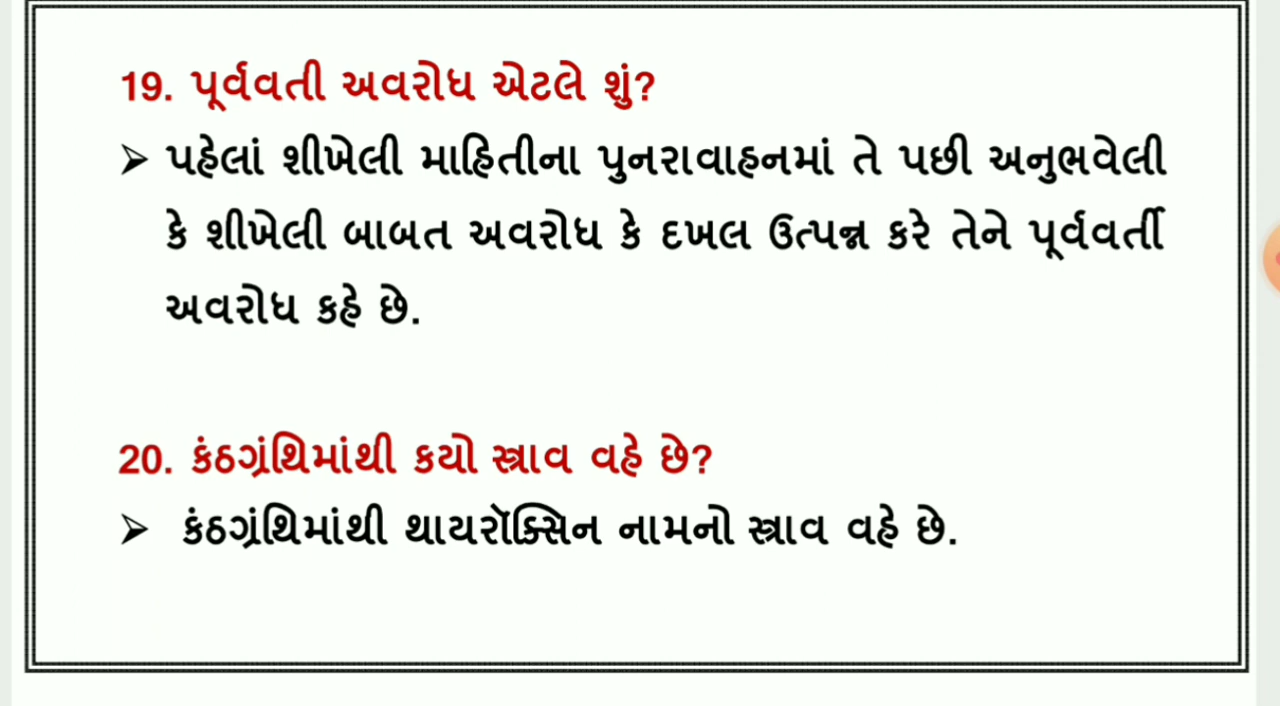 19. પૂર્વવતી અવરોધ એટલે શું?
➢ પહેલાં શીખેલી માહિતીના પુનરાવાહનમાં તે પછી અનુભવેલી
કે શીખેલી બાબત અવરોધ કે દખલ ઉત્પન્ન કરે તેને પૂર્વવર્તી
અવરોધ કહે છે.
20. કંઠગ્રંથિમાંથી કયો સ્ત્રાવ વહે છે?
➢ કંઠગ્રંથિમાંથી થાયરૉક્સિન નામનો સ્ત્રાવ વહે છે.